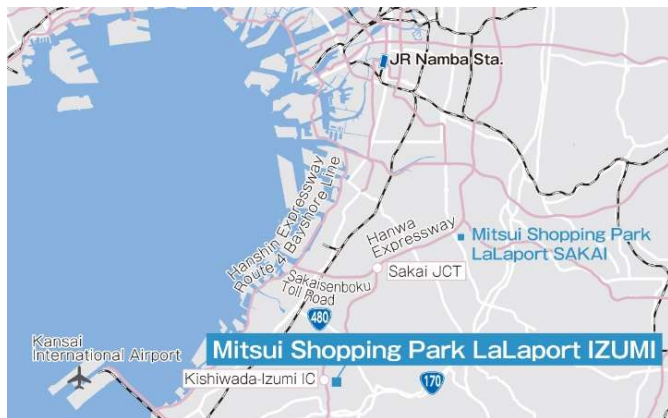 JR Namba Sta.
Hanshin Expressway
Route 4 Bayshore Line
Hanwa
Expressway
Mitsui Shopping Park
LaLaport SAKAI
Sakai JCT
Sakaisenboku
Toll Road
480
Kansai
International Airport
Mitsui Shopping Park LaLaport IZUMI
Kishiwada-Izumi IC
170